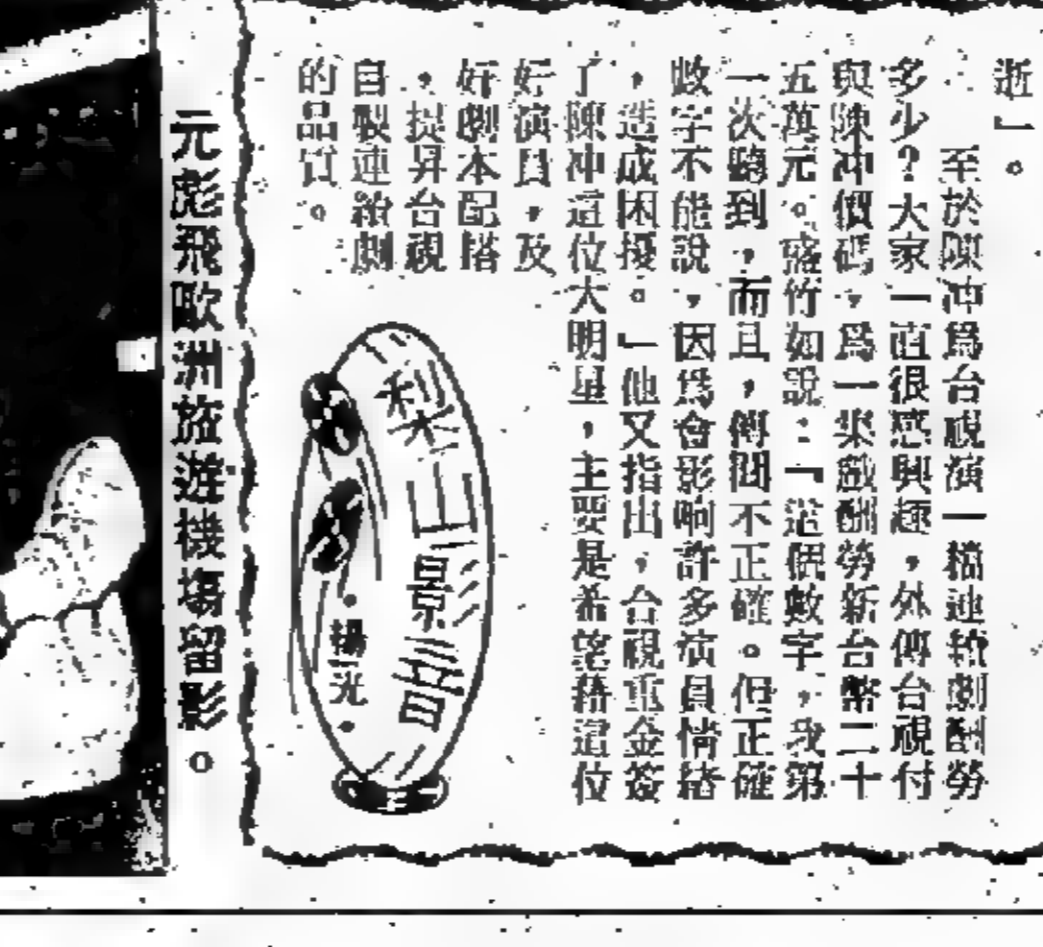 逝」。
至於陳冲爲台視演一檔連續劇酬勞
多少？大家一直很感興趣，外傳台視付
與陳冲價碼，爲一集戲酬勞新台幣二十
五萬元。盛竹如說：「這個數字，我第
一次聽到，而且，傳聞不正確。但正確
數字不能說，因爲會影响許多演員情緒
，造成困擾。」他又指出，台視重金簽
了陳冲這位大明星，主要是希望藉這位
好演員，及
好劇本配搭
，提昇台視
自製連續劇
的品質。
梨 景
•揚光•
元彪飛歐洲旅遊機塲留影。